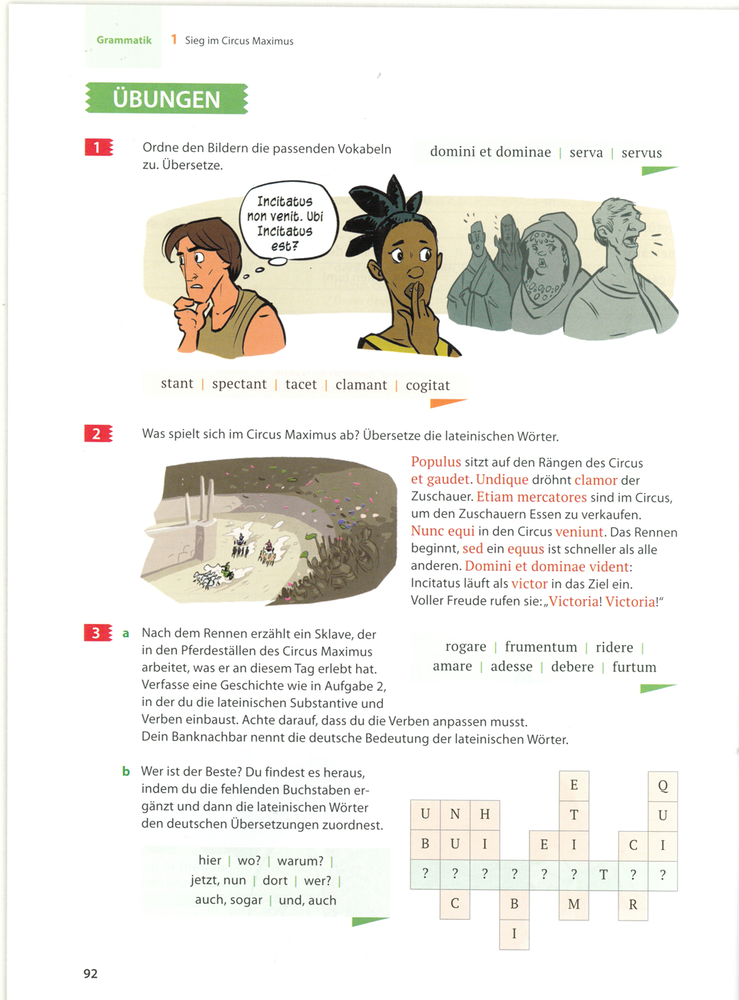 Grammatik 1 Sieg im Circus Maximus
ÜBUNGEN
1 Ordne den Bildern die passenden Vokabeln
zu. Übersetze.
domini et dominae | serva | servus
Incitatus
non venit. Ubi
Incitatus
est?
stant | spectant | tacet | clamant | cogitat
2 Was spielt sich im Circus Maximus ab? Übersetze die lateinischen Wörter.
Populus sitzt auf den Rängen des Circus
et gaudet. Undique dröhnt clamor der
Zuschauer. Etiam mercatores sind im Circus,
um den Zuschauern Essen zu verkaufen.
Nunc equi in den Circus veniunt. Das Rennen
beginnt, sed ein equus ist schneller als alle
anderen. Domini et dominae vident:
Incitatus läuft als victor in das Ziel ein.
Voller Freude rufen sie: „Victoria! Victoria!“
3 a Nach dem Rennen erzählt ein Sklave, der
in den Pferdeställen des Circus Maximus
arbeitet, was er an diesem Tag erlebt hat.
Verfasse eine Geschichte wie in Aufgabe 2,
in der du die lateinischen Substantive und
Verben einbaust. Achte darauf, dass du die Verben anpassen musst.
Dein Banknachbar nennt die deutsche Bedeutung der lateinischen Wörter.
rogare | frumentum | ridere |
amare | adesse | debere | furtum
b Wer ist der Beste? Du findest es heraus,
indem du die fehlenden Buchstaben er-
gänzt und dann die lateinischen Wörter
den deutschen Übersetzungen zuordnest.
hier | wo? | warum? |
jetzt, nun | dort | wer? |
auch, sogar | und, auch
E Q
U N H T U
B U I E I C I
? ? ? ? ? ? T ? ?
C B M R
I
92